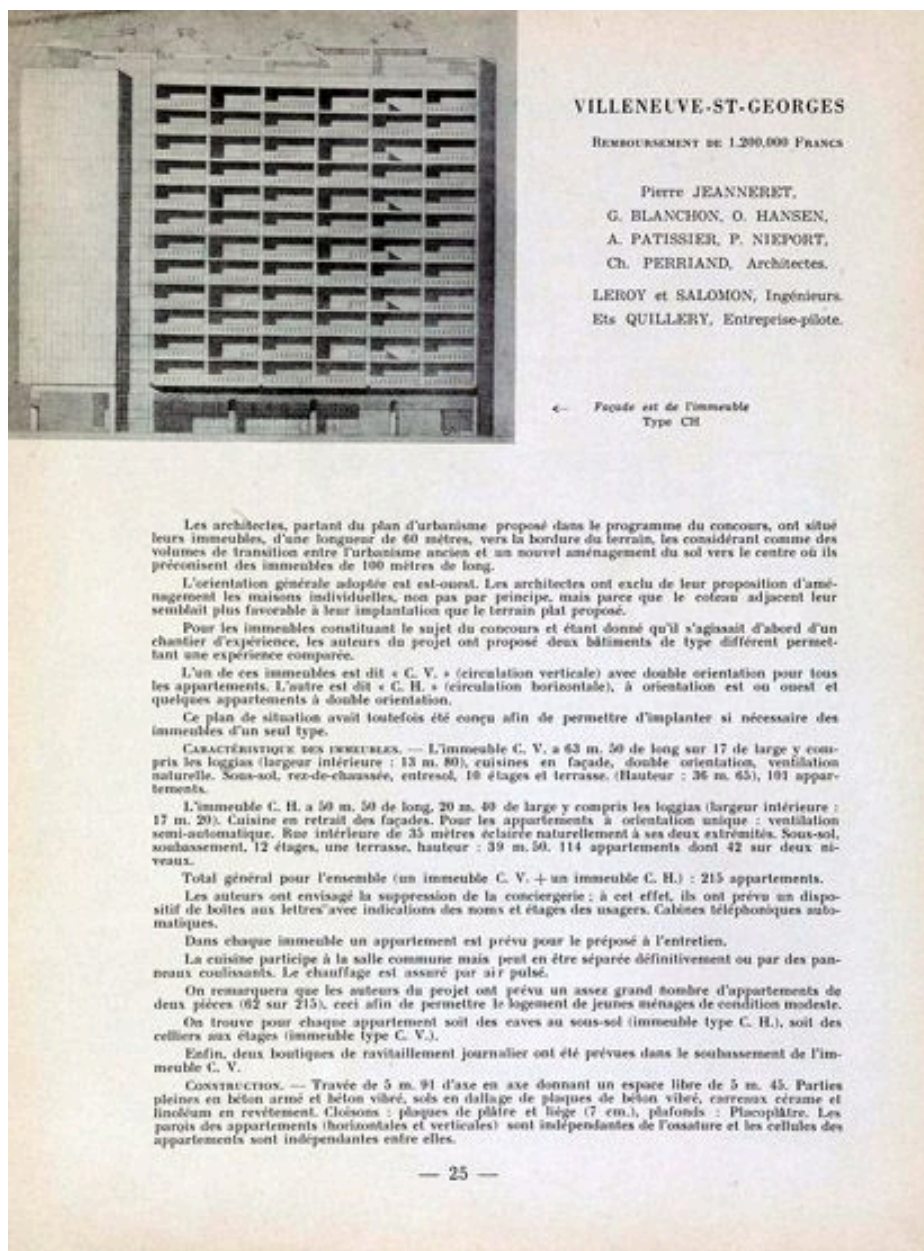 VILLENEUVE-ST-GEORGES
REMBOURSEMENT DE 1.200.000 FRANCS
Pierre JEANNERET,
G. BLANCHON, O. HANSEN,
A. PATISSIER, P. NIEPORT,
Ch. PERRIAND, Architectes.
LEROY et SALOMON, Ingénieurs.
Ets QUILLERY, Entreprise-pilote.
← Façade est de l'immeuble
Type CH
Les architectes, partant du plan d'urbanisme proposé dans le programme du concours, ont situé
leurs immeubles, d'une longueur de 60 mètres, vers la bordure du terrain, les considérant comme des
volumes de transition entre l'urbanisme ancien et un nouvel aménagement du sol vers le centre où ils
préconisent des immeubles de 100 mètres de long.
L'orientation générale adoptée est est-ouest. Les architectes ont exclu de leur proposition d'amé-
nagement les maisons individuelles, non pas par principe, mais parce que le coteau adjacent leur
semblait plus favorable à leur implantation que le terrain plat proposé.
Pour les immeubles constituant le sujet du concours et étant donné qu'il s'agissait d'abord d'un
chantier d'expérience, les auteurs du projet ont proposé deux bâtiments de type différent permet-
tant une expérience comparée.
L'un de ces immeubles est dit « C. V. » (circulation verticale) avec double orientation pour tous
les appartements. L'autre est dit « C. H. » (circulation horizontale), à orientation est ou ouest et
quelques appartements à double orientation.
Ce plan de situation avait toutefois été conçu afin de permettre d'implanter si nécessaire des
immeubles d'un seul type.
CARACTÉRISTIQUE DES IMMEUBLES. — L'immeuble C. V. a 63 m. 50 de long sur 17 de large y com-
pris les loggias (largeur intérieure : 13 m. 80), cuisines en façade, double orientation, ventilation
naturelle. Sous-sol, rez-de-chaussée, entresol, 10 étages et terrasse. (Hauteur : 36 m. 65), 101 appar-
tements.
L'immeuble C. H. a 50 m. 50 de long, 20 m. 40 de large y compris les loggias (largeur intérieure :
17 m. 20). Cuisine en retrait des façades. Pour les appartements à orientation unique : ventilation
semi-automatique. Rue intérieure de 35 mètres éclairée naturellement à ses deux extrémités. Sous-sol,
soubassement, 12 étages, une terrasse, hauteur : 39 m. 50. 114 appartements dont 42 sur deux ni-
veaux.
Total général pour l'ensemble (un immeuble C. V. + un immeuble C. H.) : 215 appartements.
Les auteurs ont envisagé la suppression de la conciergerie ; à cet effet, ils ont prévu un dispo-
sitif de boîtes aux lettres avec indications des noms et étages des usagers. Cabines téléphoniques auto-
matiques.
Dans chaque immeuble un appartement est prévu pour le préposé à l'entretien.
La cuisine participe à la salle commune mais peut en être séparée définitivement ou par des pan-
neaux coulissants. Le chauffage est assuré par air pulsé.
On remarquera que les auteurs du projet ont prévu un assez grand nombre d'appartements de
deux pièces (62 sur 215), ceci afin de permettre le logement de jeunes ménages de condition modeste.
On trouve pour chaque appartement soit des caves au sous-sol (immeuble type C. H.), soit des
celliers aux étages (immeuble type C. V.).
Enfin, deux boutiques de ravitaillement journalier ont été prévues dans le soubassement de l'im-
meuble C. V.
CONSTRUCTION. — Travée de 5 m. 91 d'axe en axe donnant un espace libre de 5 m. 45. Parties
pleines en béton armé et béton vibré, sols en dallage de plaques de béton vibré, carreaux cérame et
linoléum en revêtement. Cloisons : plaques de plâtre et liège (7 cm.), plafonds : Placoplâtre. Les
parois des appartements (horizontales et verticales) sont indépendantes de l'ossature et les cellules des
appartements sont indépendantes entre elles.
— 25 —